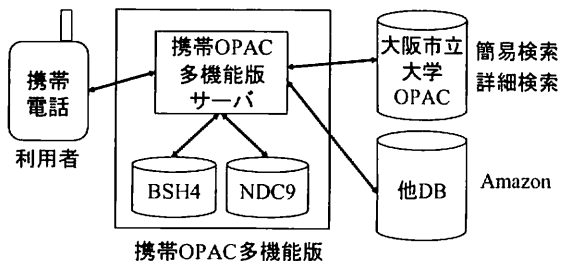 携帯
電話
利用者
携帯OPAC
多機能版
サーバ
BSH4
NDC9
携帯OPAC多機能版
大阪市立
大学
OPAC
簡易検索
詳細検索
他DB
Amazon